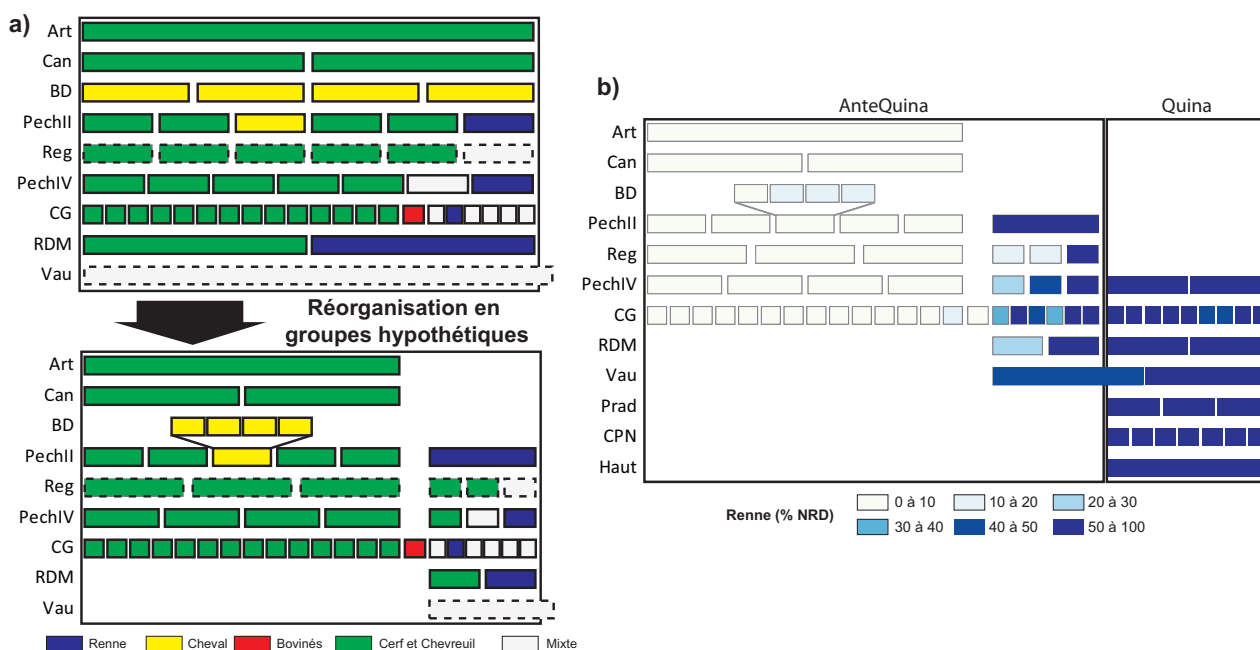 a)
Art
Can
BD
PechII
Reg
PechIV
CG
RDM
Vau
Réorganisation en
groupes hypothétiques
Art
Can
BD
PechII
Reg
PechIV
CG
RDM
Vau
Renne
Cheval
Bovinés
Cerf et Chevreuil
Mixte
b)
AnteQuina
Quina
Art
Can
BD
PechII
Reg
PechIV
CG
RDM
Vau
Prad
CPN
Haut
Renne (% NRD)
0 à 10
10 à 20
20 à 30
30 à 40
40 à 50
50 à 100